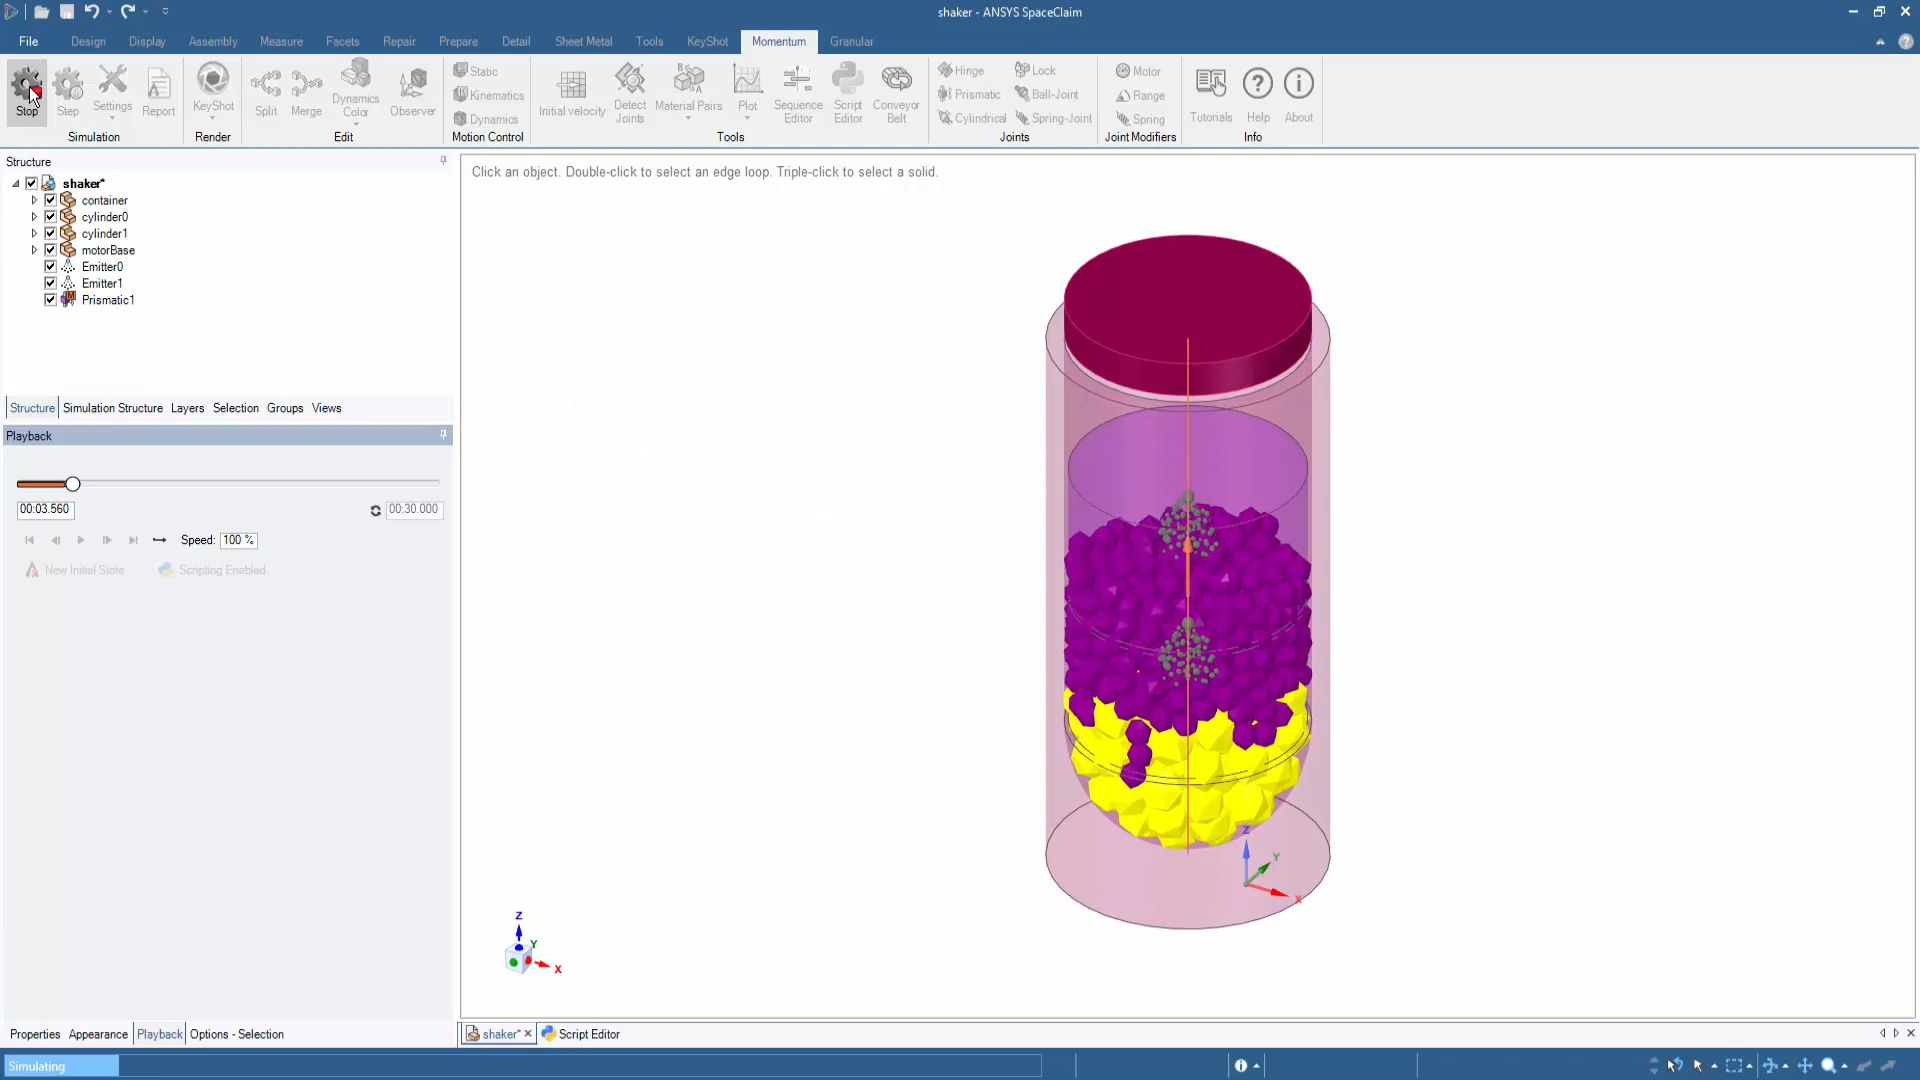 shaker - ANSYS SpaceClaim
File Design Display Assembly Measure Facets Repair Prepare Detail Sheet Metal Tools KeyShot Momentum Granular
Stop Step Settings Report
Simulation
KeyShot
Render
Split Merge Dynamics Color Observer
Edit
Static
Kinematics
Dynamics
Motion Control
Initial velocity Detect Joints Material Pairs Plot Sequence Editor Script Editor Conveyor Belt
Tools
Hinge Lock
Prismatic Ball-Joint
Cylindrical Spring-Joint
Joints
Motor
Range
Spring
Joint Modifiers
Tutorials Help About
Info
Structure
shaker*
container
cylinder0
cylinder1
motorBase
Emitter0
Emitter1
Prismatic1
Structure Simulation Structure Layers Selection Groups Views
Playback
00:03.560 00:30.000
Speed: 100 %
New Initial State Scripting Enabled
Properties Appearance Playback Options - Selection
Click an object. Double-click to select an edge loop. Triple-click to select a solid.
Z
Y
X
Z
Y
X
shaker* Script Editor
Simulating